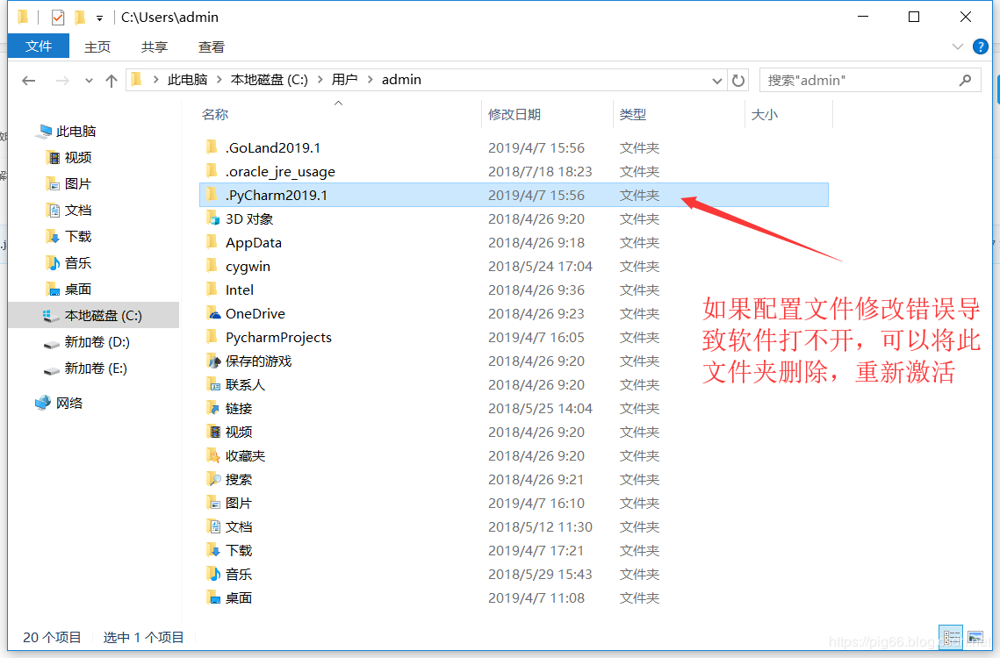 C:\Users\admin
文件 主页 共享 查看
此电脑 本地磁盘 (C:) 用户 admin 搜索"admin"
名称 修改日期 类型 大小
此电脑
视频
图片
文档
下载
音乐
桌面
本地磁盘 (C:)
新加卷 (D:)
新加卷 (E:)
网络
.GoLand2019.1 2019/4/7 15:56 文件夹
.oracle_jre_usage 2018/7/18 18:23 文件夹
.PyCharm2019.1 2019/4/7 15:56 文件夹
3D 对象 2018/4/26 9:20 文件夹
AppData 2018/4/26 9:18 文件夹
cygwin 2018/5/24 17:04 文件夹
Intel 2018/4/26 9:36 文件夹
OneDrive 2018/4/26 9:23 文件夹
PycharmProjects 2019/4/7 16:05 文件夹
保存的游戏 2018/4/26 9:20 文件夹
联系人 2018/4/26 9:20 文件夹
链接 2018/5/25 14:04 文件夹
视频 2018/4/26 9:20 文件夹
收藏夹 2018/4/26 9:20 文件夹
搜索 2018/4/26 9:21 文件夹
图片 2019/4/7 16:10 文件夹
文档 2018/5/12 11:30 文件夹
下载 2019/4/7 17:21 文件夹
音乐 2018/5/29 15:43 文件夹
桌面 2019/4/7 11:08 文件夹
如果配置文件修改错误导
致软件打不开，可以将此
文件夹删除，重新激活
20 个项目 选中 1 个项目
https://pig66.blog.csdn.net